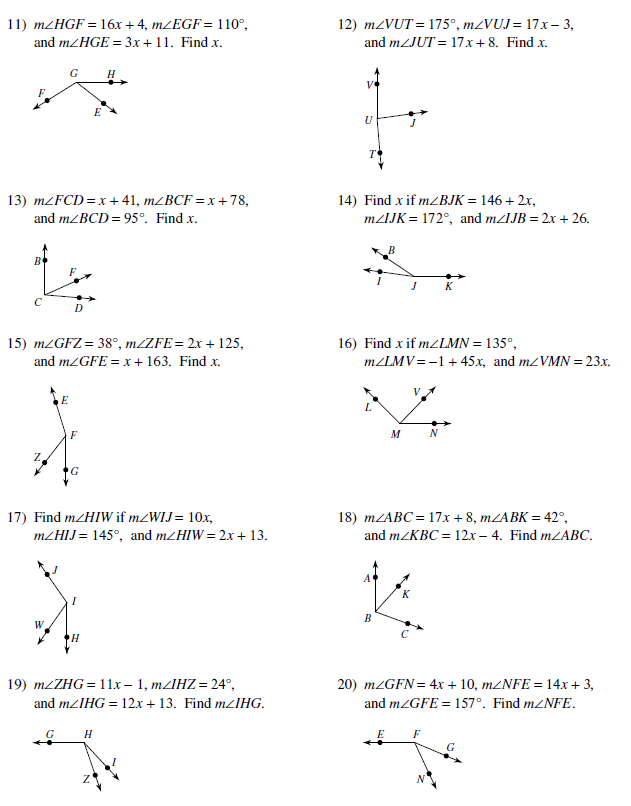 11) m∠HGF = 16x + 4, m∠EGF = 110°,
and m∠HGE = 3x + 11. Find x.
G H
F
E
12) m∠VUT = 175°, m∠VUJ = 17x – 3,
and m∠JUT = 17x + 8. Find x.
V
U
J
T
13) m∠FCD = x + 41, m∠BCF = x + 78,
and m∠BCD = 95°. Find x.
B
F
C
D
14) Find x if m∠BJK = 146 + 2x,
m∠IJK = 172°, and m∠IJB = 2x + 26.
B
I J K
15) m∠GFZ = 38°, m∠ZFE = 2x + 125,
and m∠GFE = x + 163. Find x.
E
F
Z
G
16) Find x if m∠LMN = 135°,
m∠LMV = –1 + 45x, and m∠VMN = 23x.
V
L
M N
17) Find m∠HIW if m∠WIJ = 10x,
m∠HIJ = 145°, and m∠HIW = 2x + 13.
J
I
W
H
18) m∠ABC = 17x + 8, m∠ABK = 42°,
and m∠KBC = 12x – 4. Find m∠ABC.
A
K
B
C
19) m∠ZHG = 11x – 1, m∠IHZ = 24°,
and m∠IHG = 12x + 13. Find m∠IHG.
G H
I
Z
20) m∠GFN = 4x + 10, m∠NFE = 14x + 3,
and m∠GFE = 157°. Find m∠NFE.
E F
G
N